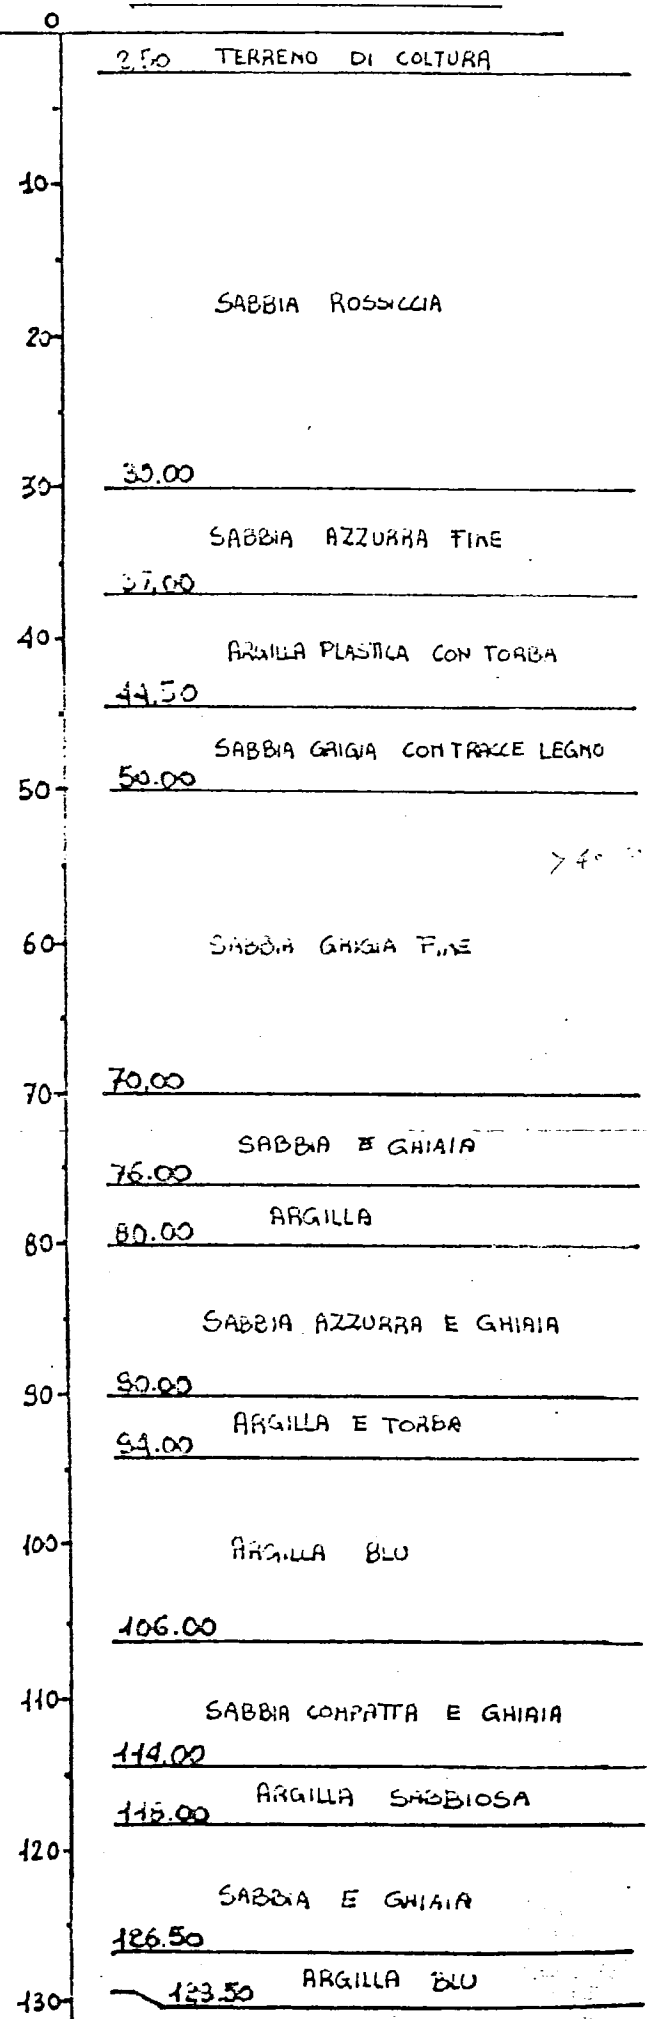 0
2.50 TERRENO DI COLTURA
10
SABBIA ROSSICCIA
20
30.00
30
SABBIA AZZURRA FINE
37.00
40
ARGILLA PLASTICA CON TORBA
44.50
SABBIA GRIGIA CON TRACCE LEGNO
50.00
50
60
SABBIA GRIGIA FINE
70.00
70
SABBIA E GHIAIA
76.00
ARGILLA
80.00
80
SABBIA AZZURRA E GHIAIA
90.00
90
ARGILLA E TORBA
94.00
100
ARGILLA BLU
106.00
110
SABBIA COMPATTA E GHIAIA
114.00
ARGILLA SABBIOSA
118.00
120
SABBIA E GHIAIA
126.50
ARGILLA BLU
129.50
130